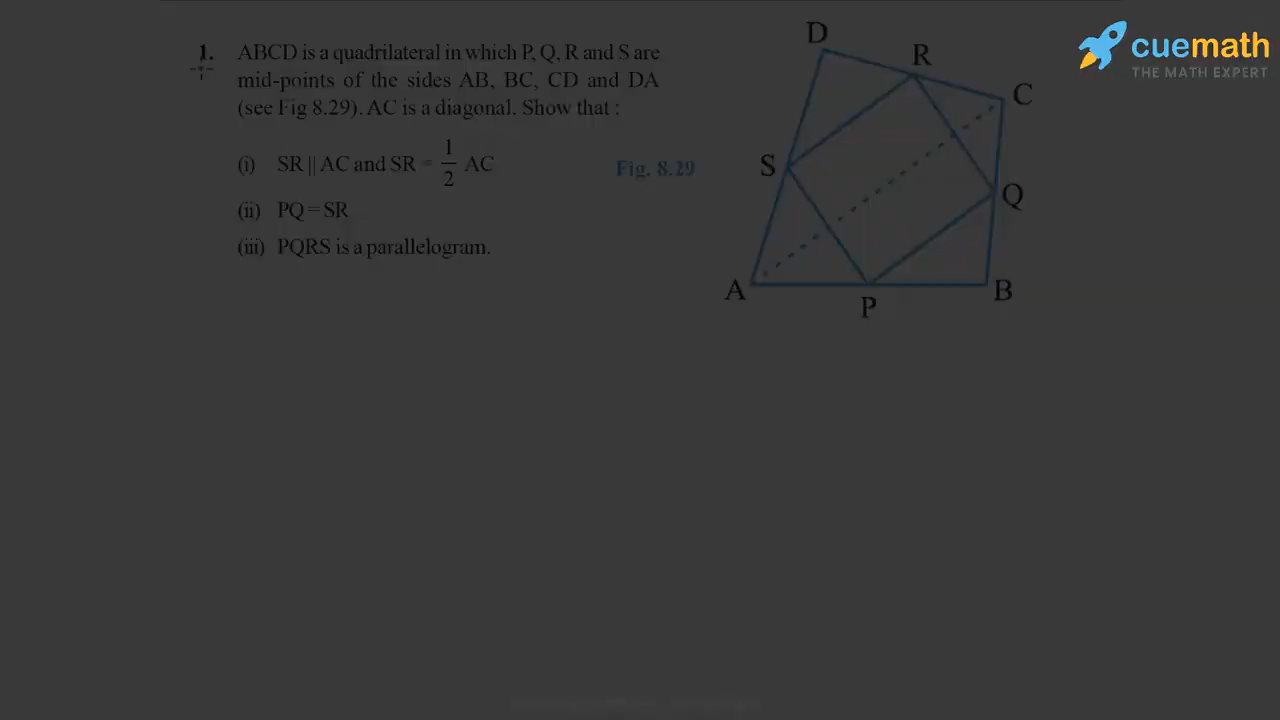 1. ABCD is a quadrilateral in which P, Q, R and S are
mid-points of the sides AB, BC, CD and DA
(see Fig 8.29). AC is a diagonal. Show that :
(i) SR || AC and SR = 1/2 AC
(ii) PQ = SR
(iii) PQRS is a parallelogram.
Fig. 8.29
D
R
C
S
Q
A
P
B
cuemath
THE MATH EXPERT